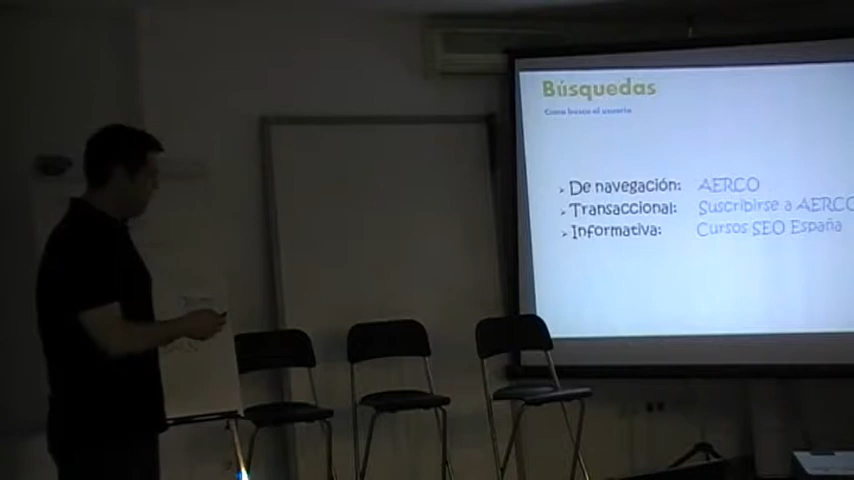 Búsquedas
Como busca el usuario
➢ De navegación: AERCO
➢ Transaccional: Suscribirse a AERCO
➢ Informativa: Cursos SEO España